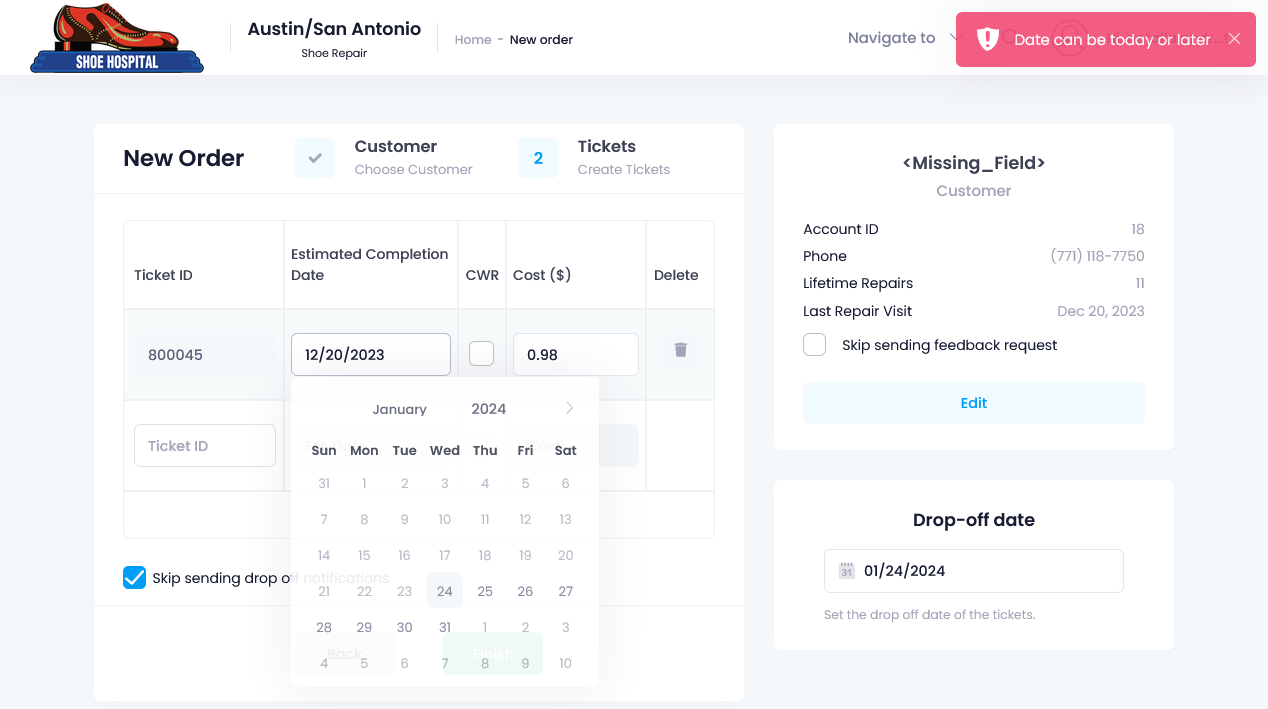 SHOE HOSPITAL
Austin/San Antonio
Shoe Repair
Home - New order
Navigate to
Date can be today or later
New Order
Customer
Choose Customer
2
Tickets
Create Tickets
Ticket ID
Estimated Completion
Date
CWR
Cost ($)
Delete
800045
12/20/2023
0.98
Ticket ID
January 2024
Sun Mon Tue Wed Thu Fri Sat
31 1 2 3 4 5 6
7 8 9 10 11 12 13
14 15 16 17 18 19 20
21 22 23 24 25 26 27
28 29 30 31 1 2 3
4 5 6 7 8 9 10
Skip sending drop off notifications
Back
Finish
<Missing_Field>
Customer
Account ID 18
Phone (771) 118-7750
Lifetime Repairs 11
Last Repair Visit Dec 20, 2023
Skip sending feedback request
Edit
Drop-off date
31 01/24/2024
Set the drop off date of the tickets.